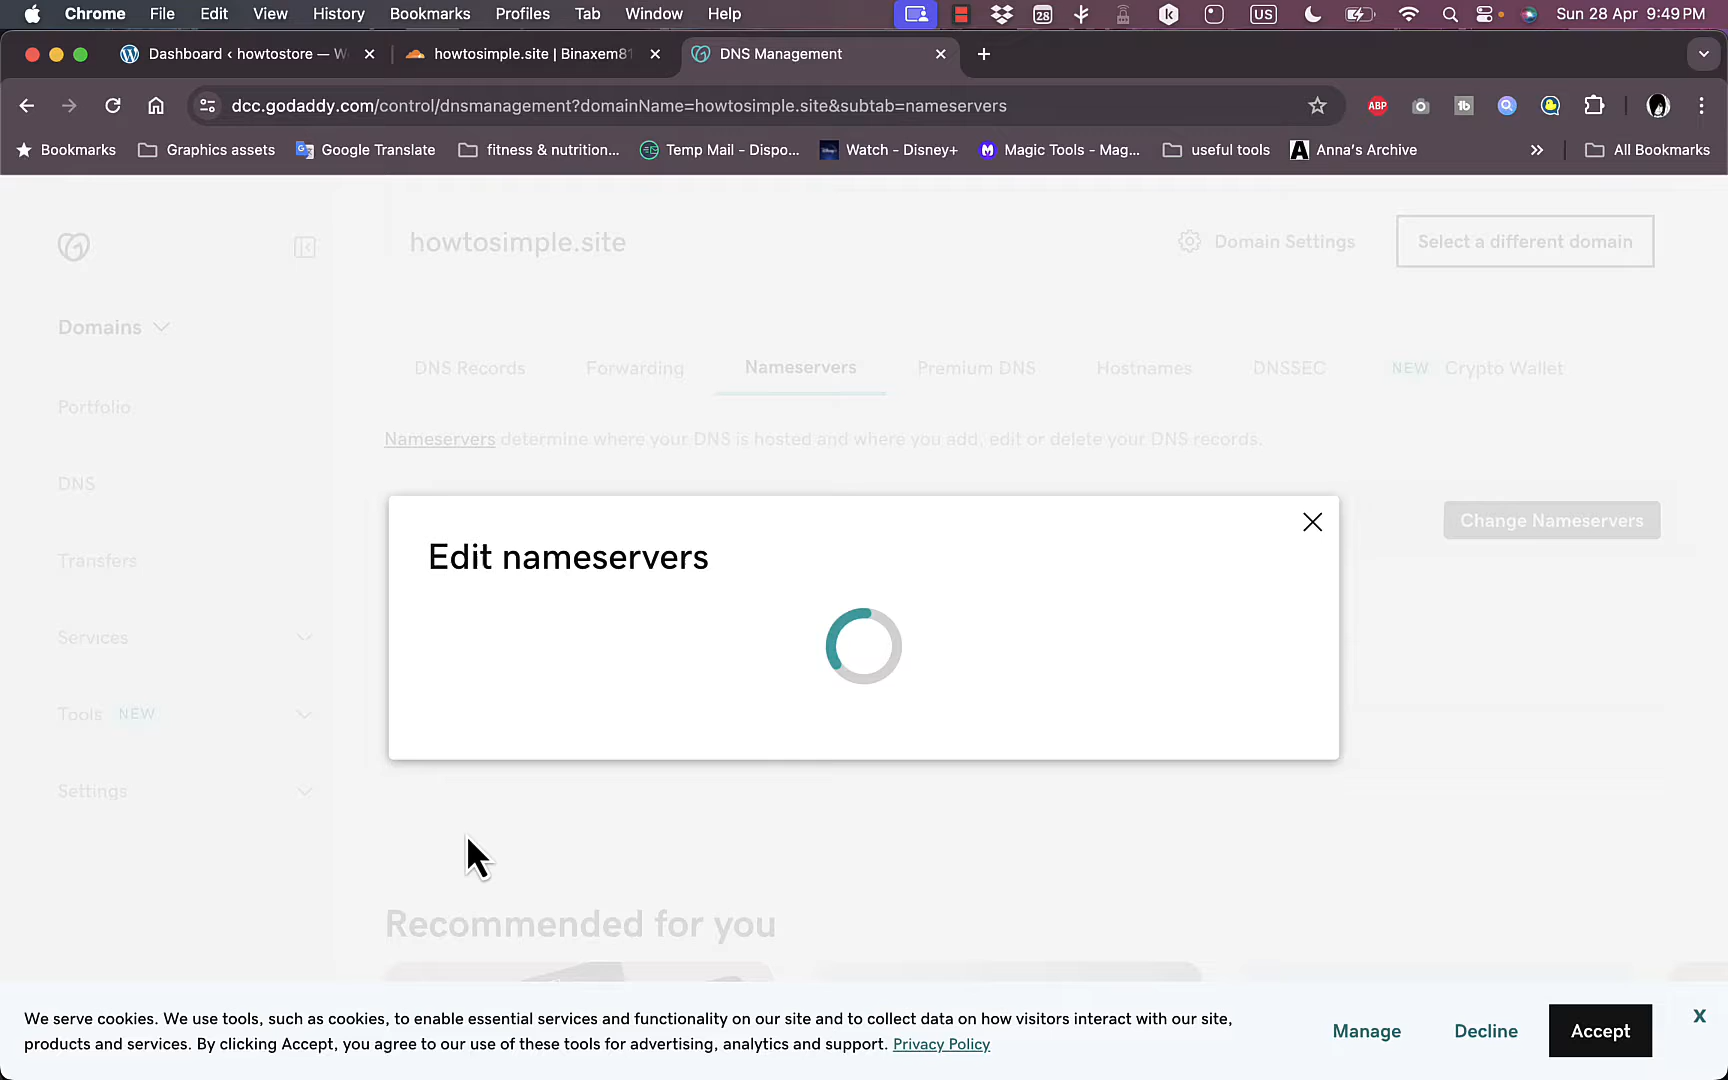 Chrome File Edit View History Bookmarks Profiles Tab Window Help 28 US Sun 28 Apr 9:49 PM
Dashboard ‹ howtostore — W howtosimple.site | Binaxem81 DNS Management
dcc.godaddy.com/control/dnsmanagement?domainName=howtosimple.site&subtab=nameservers ABP tb
Bookmarks Graphics assets Google Translate fitness & nutrition... Temp Mail - Dispo... Watch - Disney+ Magic Tools - Mag... useful tools Anna's Archive » All Bookmarks
howtosimple.site Domain Settings Select a different domain
Domains
DNS Records Forwarding Nameservers Premium DNS Hostnames DNSSEC NEW Crypto Wallet
Portfolio
Nameservers determine where your DNS is hosted and where you add, edit or delete your DNS records.
DNS
Change Nameservers
Edit nameservers
Transfers
Services
Tools NEW
Settings
Recommended for you
We serve cookies. We use tools, such as cookies, to enable essential services and functionality on our site and to collect data on how visitors interact with our site,
products and services. By clicking Accept, you agree to our use of these tools for advertising, analytics and support. Privacy Policy
Manage Decline Accept X